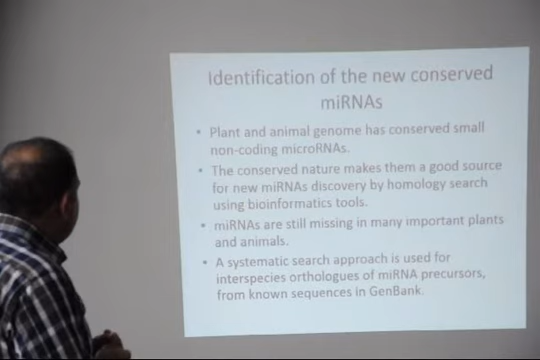 Identification of the new conserved
miRNAs
• Plant and animal genome has conserved small
non-coding microRNAs.
• The conserved nature makes them a good source
for new miRNAs discovery by homology search
using bioinformatics tools.
• miRNAs are still missing in many important plants
and animals.
• A systematic search approach is used for
interspecies orthologues of miRNA precursors,
from known sequences in GenBank.